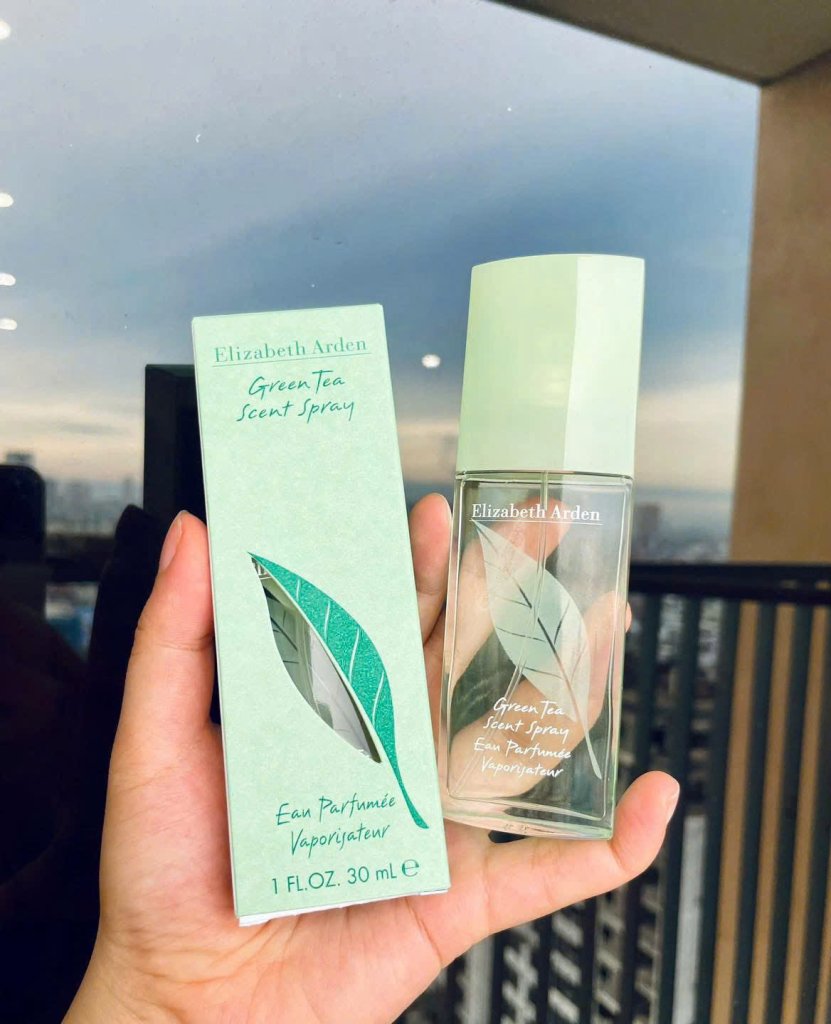 Elizabeth Arden
Green Tea
Scent Spray
Eau Parfumée
Vaporisateur
1 FL.OZ. 30 mL ℮
Elizabeth Arden
Green Tea
Scent Spray
Eau Parfumée
Vaporisateur